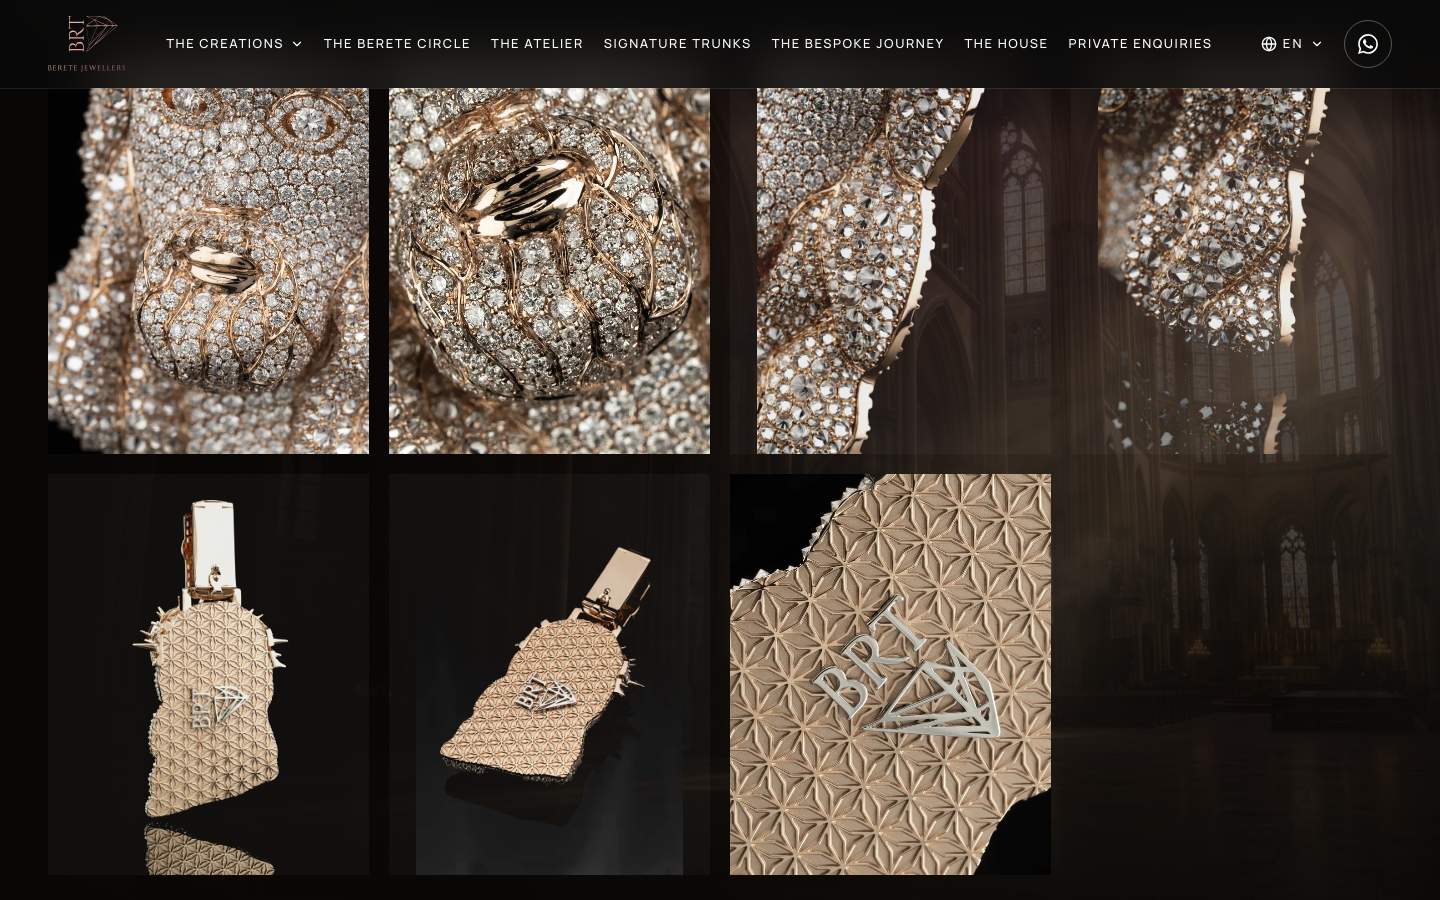 BRT
BERETE JEWELLERS
THE CREATIONS
THE BERETE CIRCLE
THE ATELIER
SIGNATURE TRUNKS
THE BESPOKE JOURNEY
THE HOUSE
PRIVATE ENQUIRIES
EN
BRT
BRT
BRT